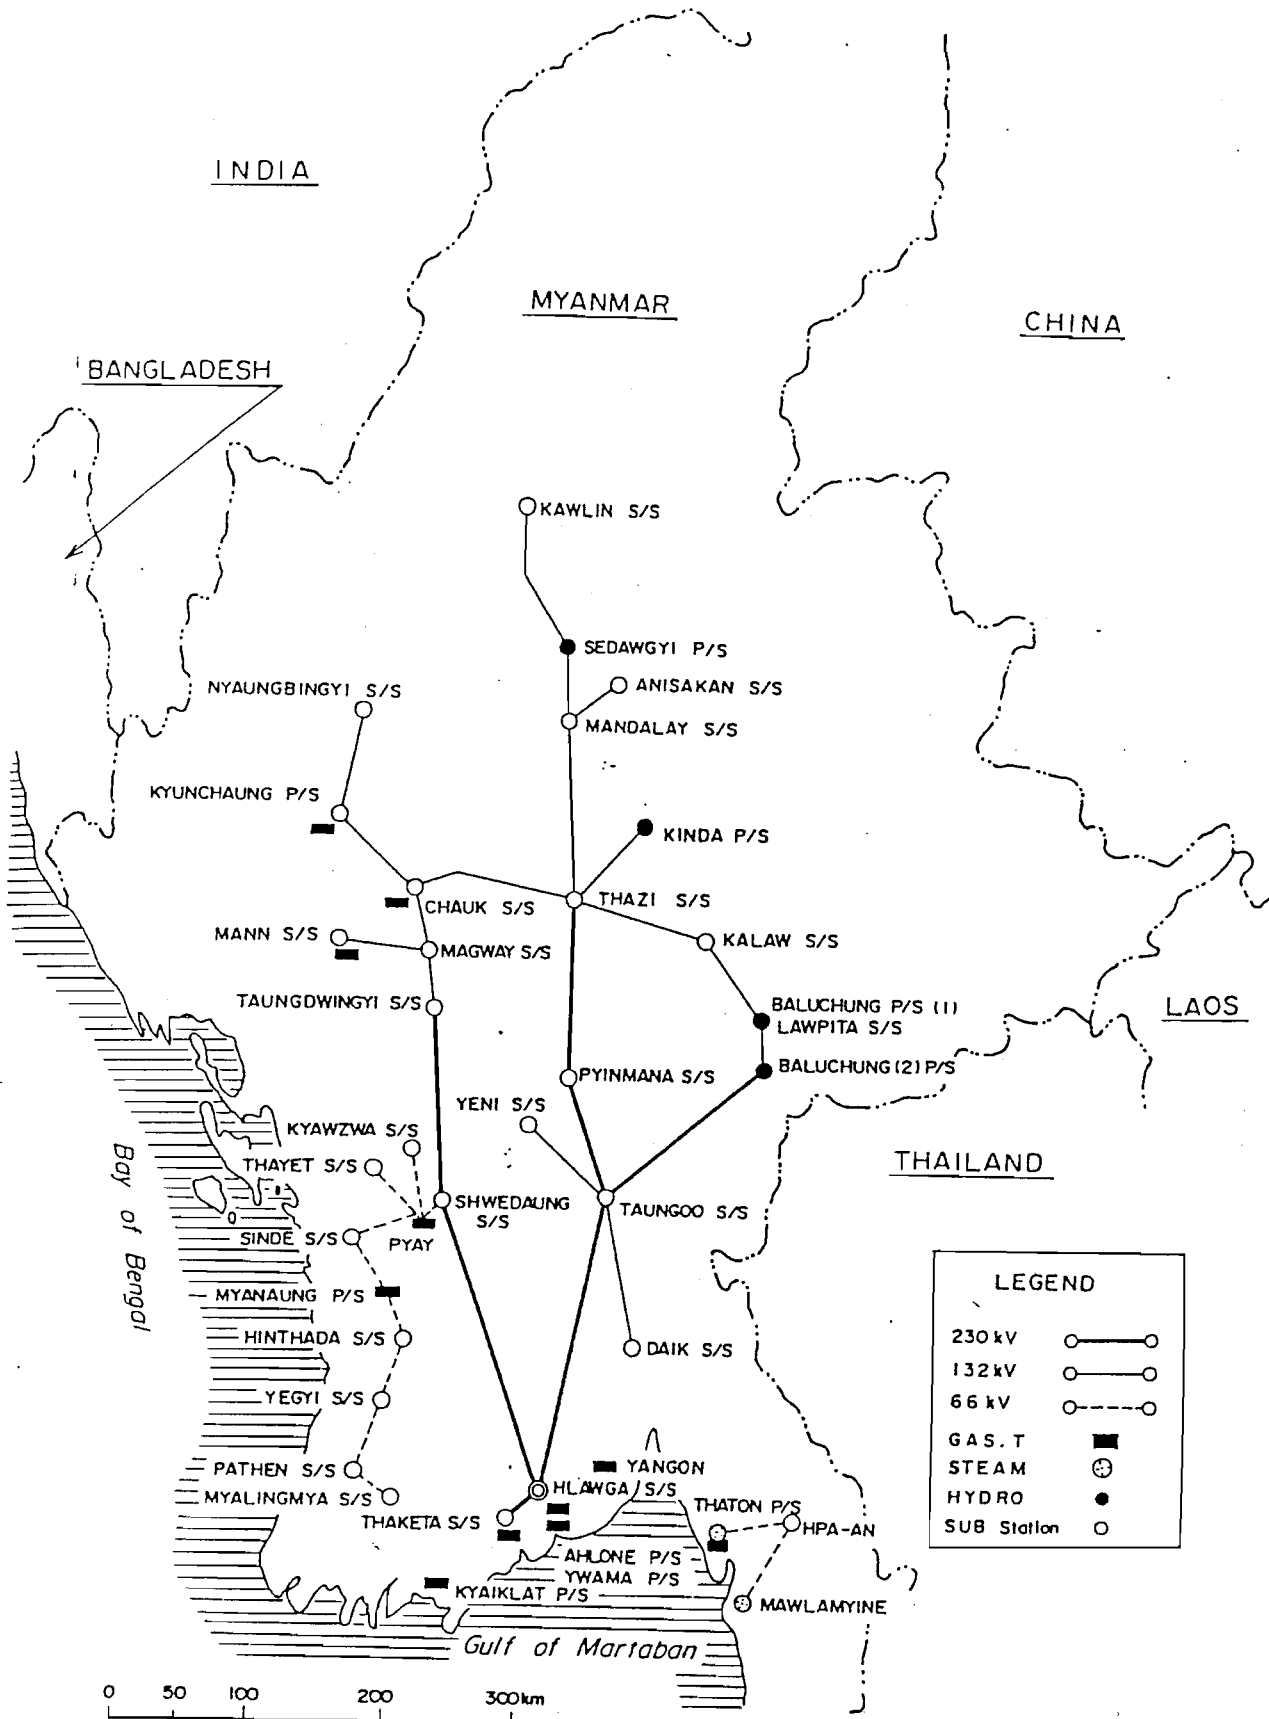 INDIA
MYANMAR
CHINA
BANGLADESH
KAWLIN S/S
SEDAWGYI P/S
ANISAKAN S/S
NYAUNGBINGYI S/S
MANDALAY S/S
KYUNCHAUNG P/S
KINDA P/S
CHAUK S/S
THAZI S/S
MANN S/S
MAGWAY S/S
KALAW S/S
TAUNGDWINGYI S/S
BALUCHUNG P/S (1)
LAWPITA S/S
LAOS
BALUCHUNG (2) P/S
PYINMANA S/S
YENI S/S
KYAWZWA S/S
THAYET S/S
THAILAND
SHWEDAUNG
S/S
TAUNGOO S/S
SINDE S/S
PYAY
Bay of Bengal
MYANAUNG P/S
HINTHADA S/S
DAIK S/S
YEGYI S/S
PATHEN S/S
MYALINGMYA S/S
YANGON
HLAWGA S/S
THAKETA S/S
THATON P/S
HPA-AN
AHLONE P/S
YWAMA P/S
KYAIKLAT P/S
MAWLAMYINE
Gulf of Martaban
LEGEND
230 kV
132 kV
66 kV
GAS.T
STEAM
HYDRO
SUB Station
0 50 100 200 300km